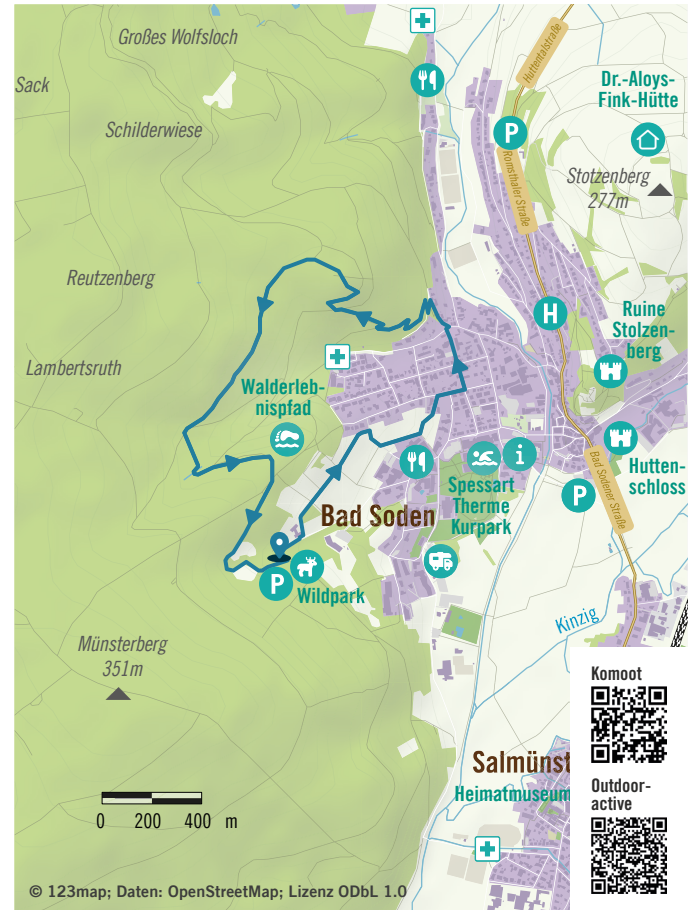 Großes Wolfsloch
Huttentalstraße
Sack
Dr.-Aloys-
Fink-Hütte
Schilderwiese
P
Romsthaler Straße
Stotzenberg
277m
Reutzenberg
H
Ruine
Stolzen-
berg
Lambertsruth
Walderleb-
nispfad
i
Hutten-
schloss
Spessart
Therme
Kurpark
Bad Sodener Straße
P
Bad Soden
P
Wildpark
Kinzig
Münsterberg
351m
Komoot
Salmünst
Heimatmuseum
Outdoor-
active
0 200 400 m
© 123map; Daten: OpenStreetMap; Lizenz ODbL 1.0